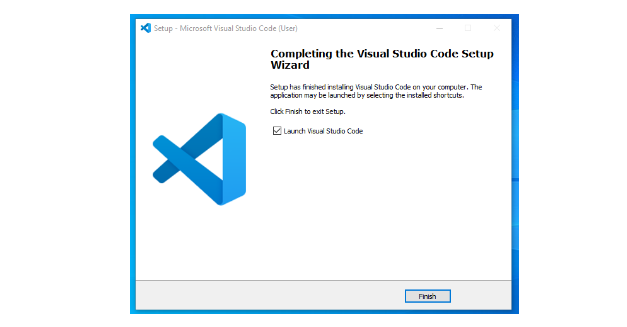 Setup - Microsoft Visual Studio Code (User)
Completing the Visual Studio Code Setup
Wizard
Setup has finished installing Visual Studio Code on your computer. The
application may be launched by selecting the installed shortcuts.
Click Finish to exit Setup.
Launch Visual Studio Code
Finish